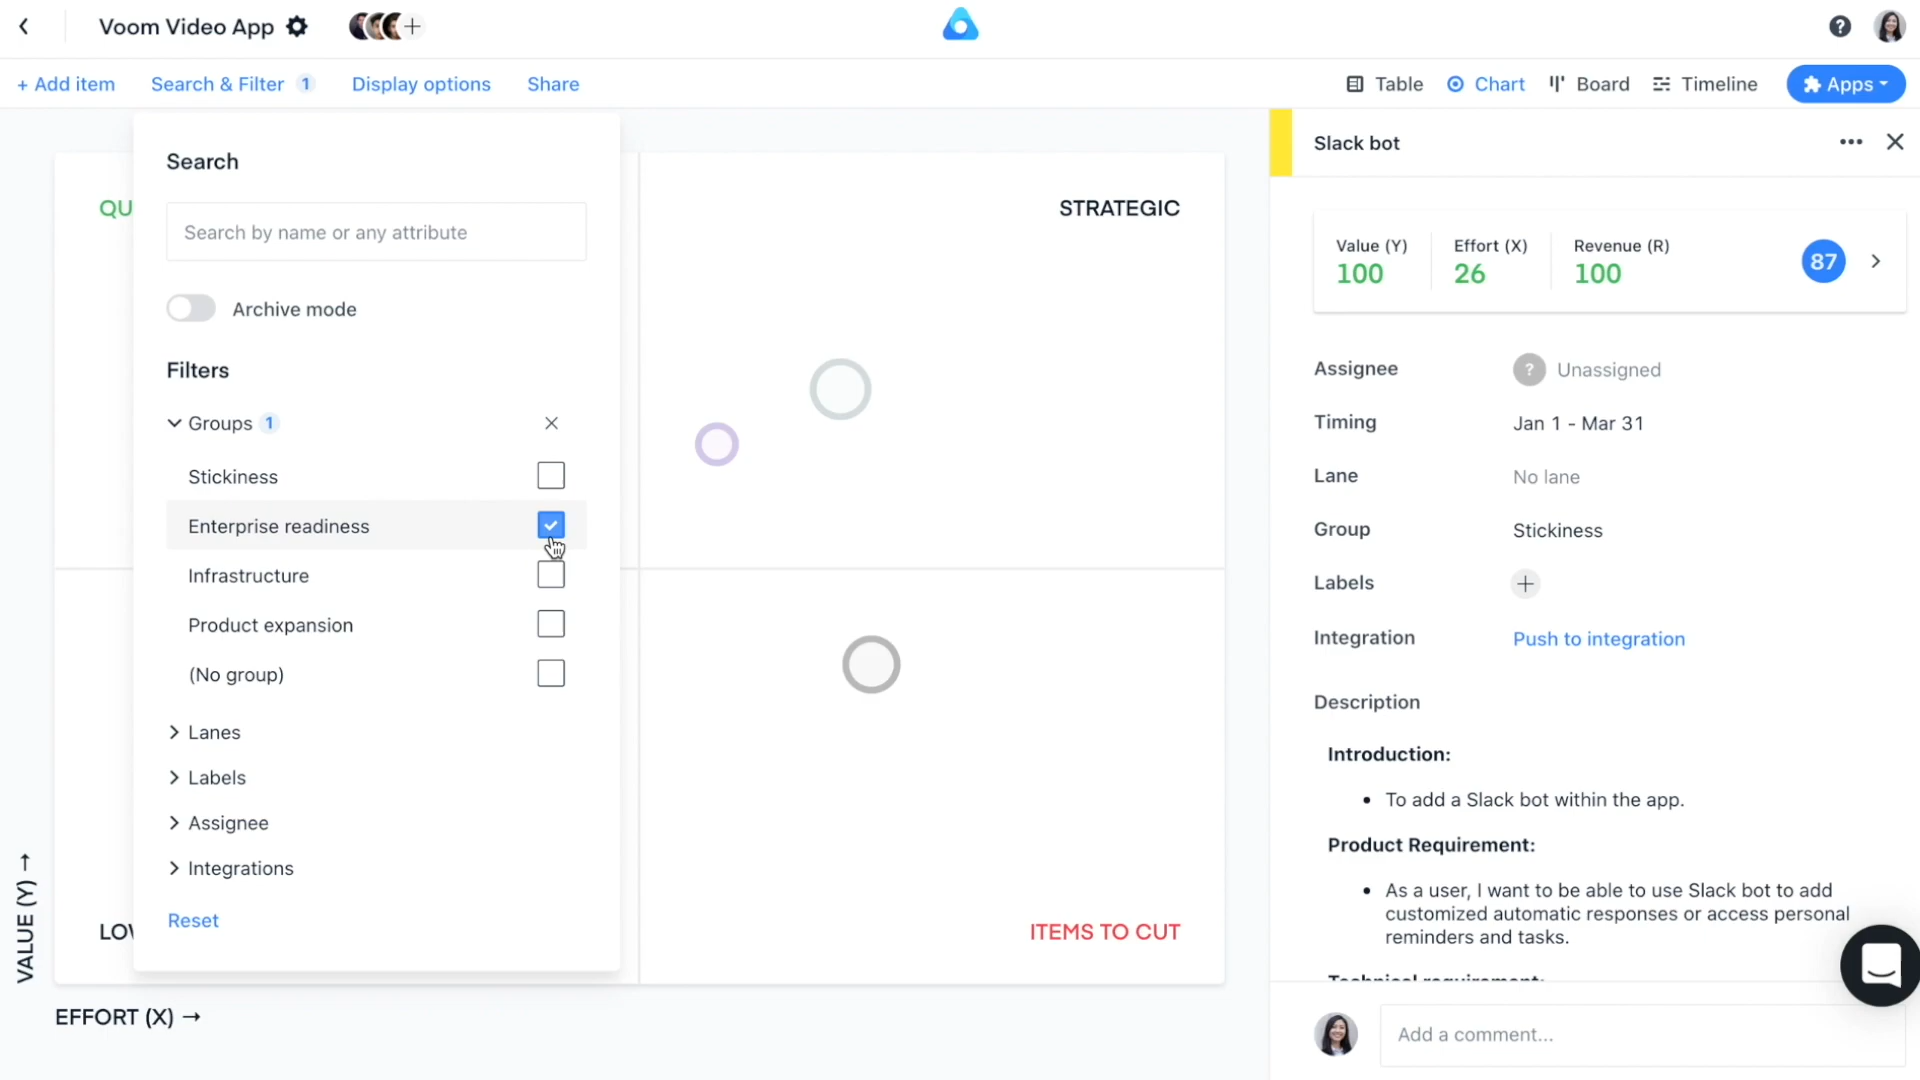 Voom Video App
+ Add item
Search & Filter 1
Display options
Share
Table
Chart
Board
Timeline
Apps
Search
Search by name or any attribute
Archive mode
Filters
Groups 1
Stickiness
Enterprise readiness
Infrastructure
Product expansion
(No group)
Lanes
Labels
Assignee
Integrations
Reset
QU
STRATEGIC
LOW
ITEMS TO CUT
VALUE (Y) →
EFFORT (X) →
Slack bot
Value (Y)
100
Effort (X)
26
Revenue (R)
100
87
Assignee
? Unassigned
Timing
Jan 1 - Mar 31
Lane
No lane
Group
Stickiness
Labels
Integration
Push to integration
Description
Introduction:
• To add a Slack bot within the app.
Product Requirement:
• As a user, I want to be able to use Slack bot to add
customized automatic responses or access personal
reminders and tasks.
Technical requirement:
Add a comment...